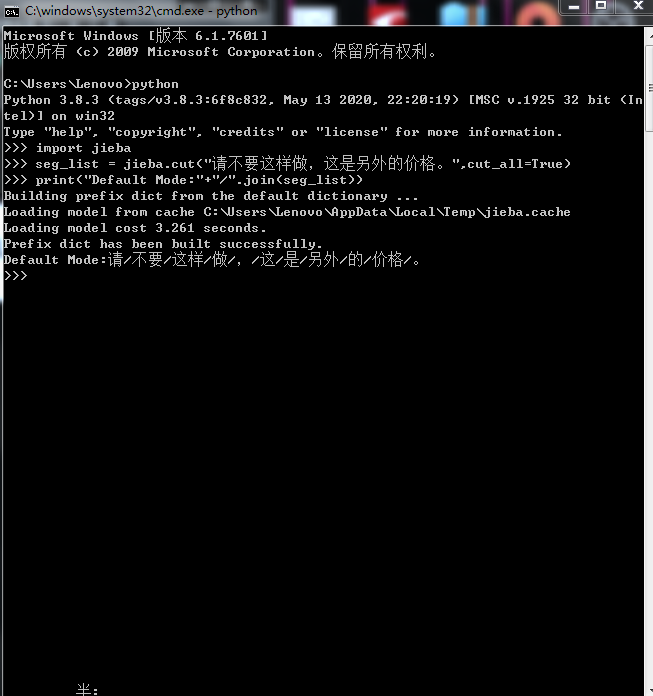 C:\windows\system32\cmd.exe - python
Microsoft Windows [版本 6.1.7601]
版权所有 (c) 2009 Microsoft Corporation。保留所有权利。
C:\Users\Lenovo>python
Python 3.8.3 (tags/v3.8.3:6f8c832, May 13 2020, 22:20:19) [MSC v.1925 32 bit (In
tel)] on win32
Type "help", "copyright", "credits" or "license" for more information.
>>> import jieba
>>> seg_list = jieba.cut("请不要这样做，这是另外的价格。",cut_all=True)
>>> print("Default Mode:"+"/".join(seg_list))
Building prefix dict from the default dictionary ...
Loading model from cache C:\Users\Lenovo\AppData\Local\Temp\jieba.cache
Loading model cost 3.261 seconds.
Prefix dict has been built successfully.
Default Mode:请/不要/这样/做/，/这/是/另外/的/价格/。
>>>
半: